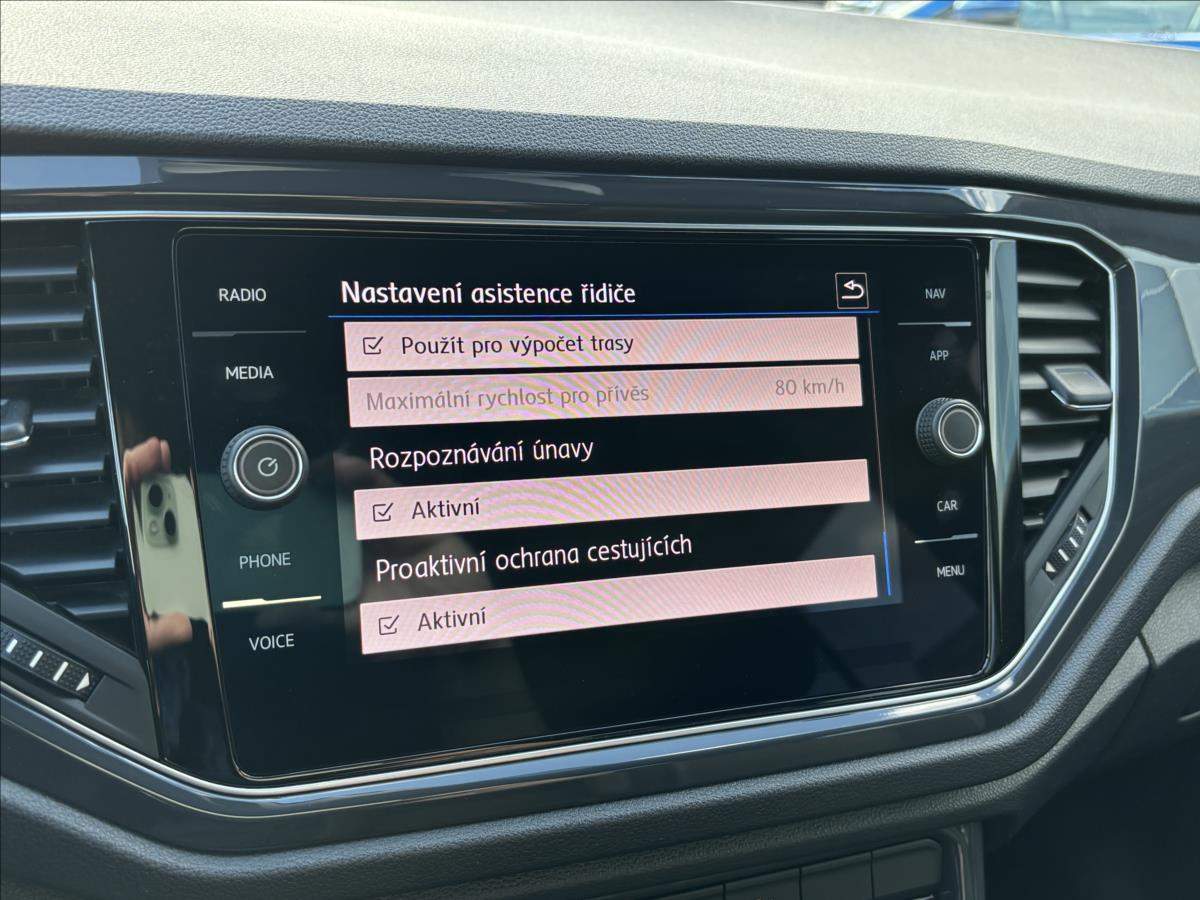 RADIO
MEDIA
PHONE
VOICE
Nastavení asistence řidiče
Použít pro výpočet trasy
Maximální rychlost pro přívěs 80 km/h
Rozpoznávání únavy
Aktivní
Proaktivní ochrana cestujících
Aktivní
NAV
APP
CAR
MENU